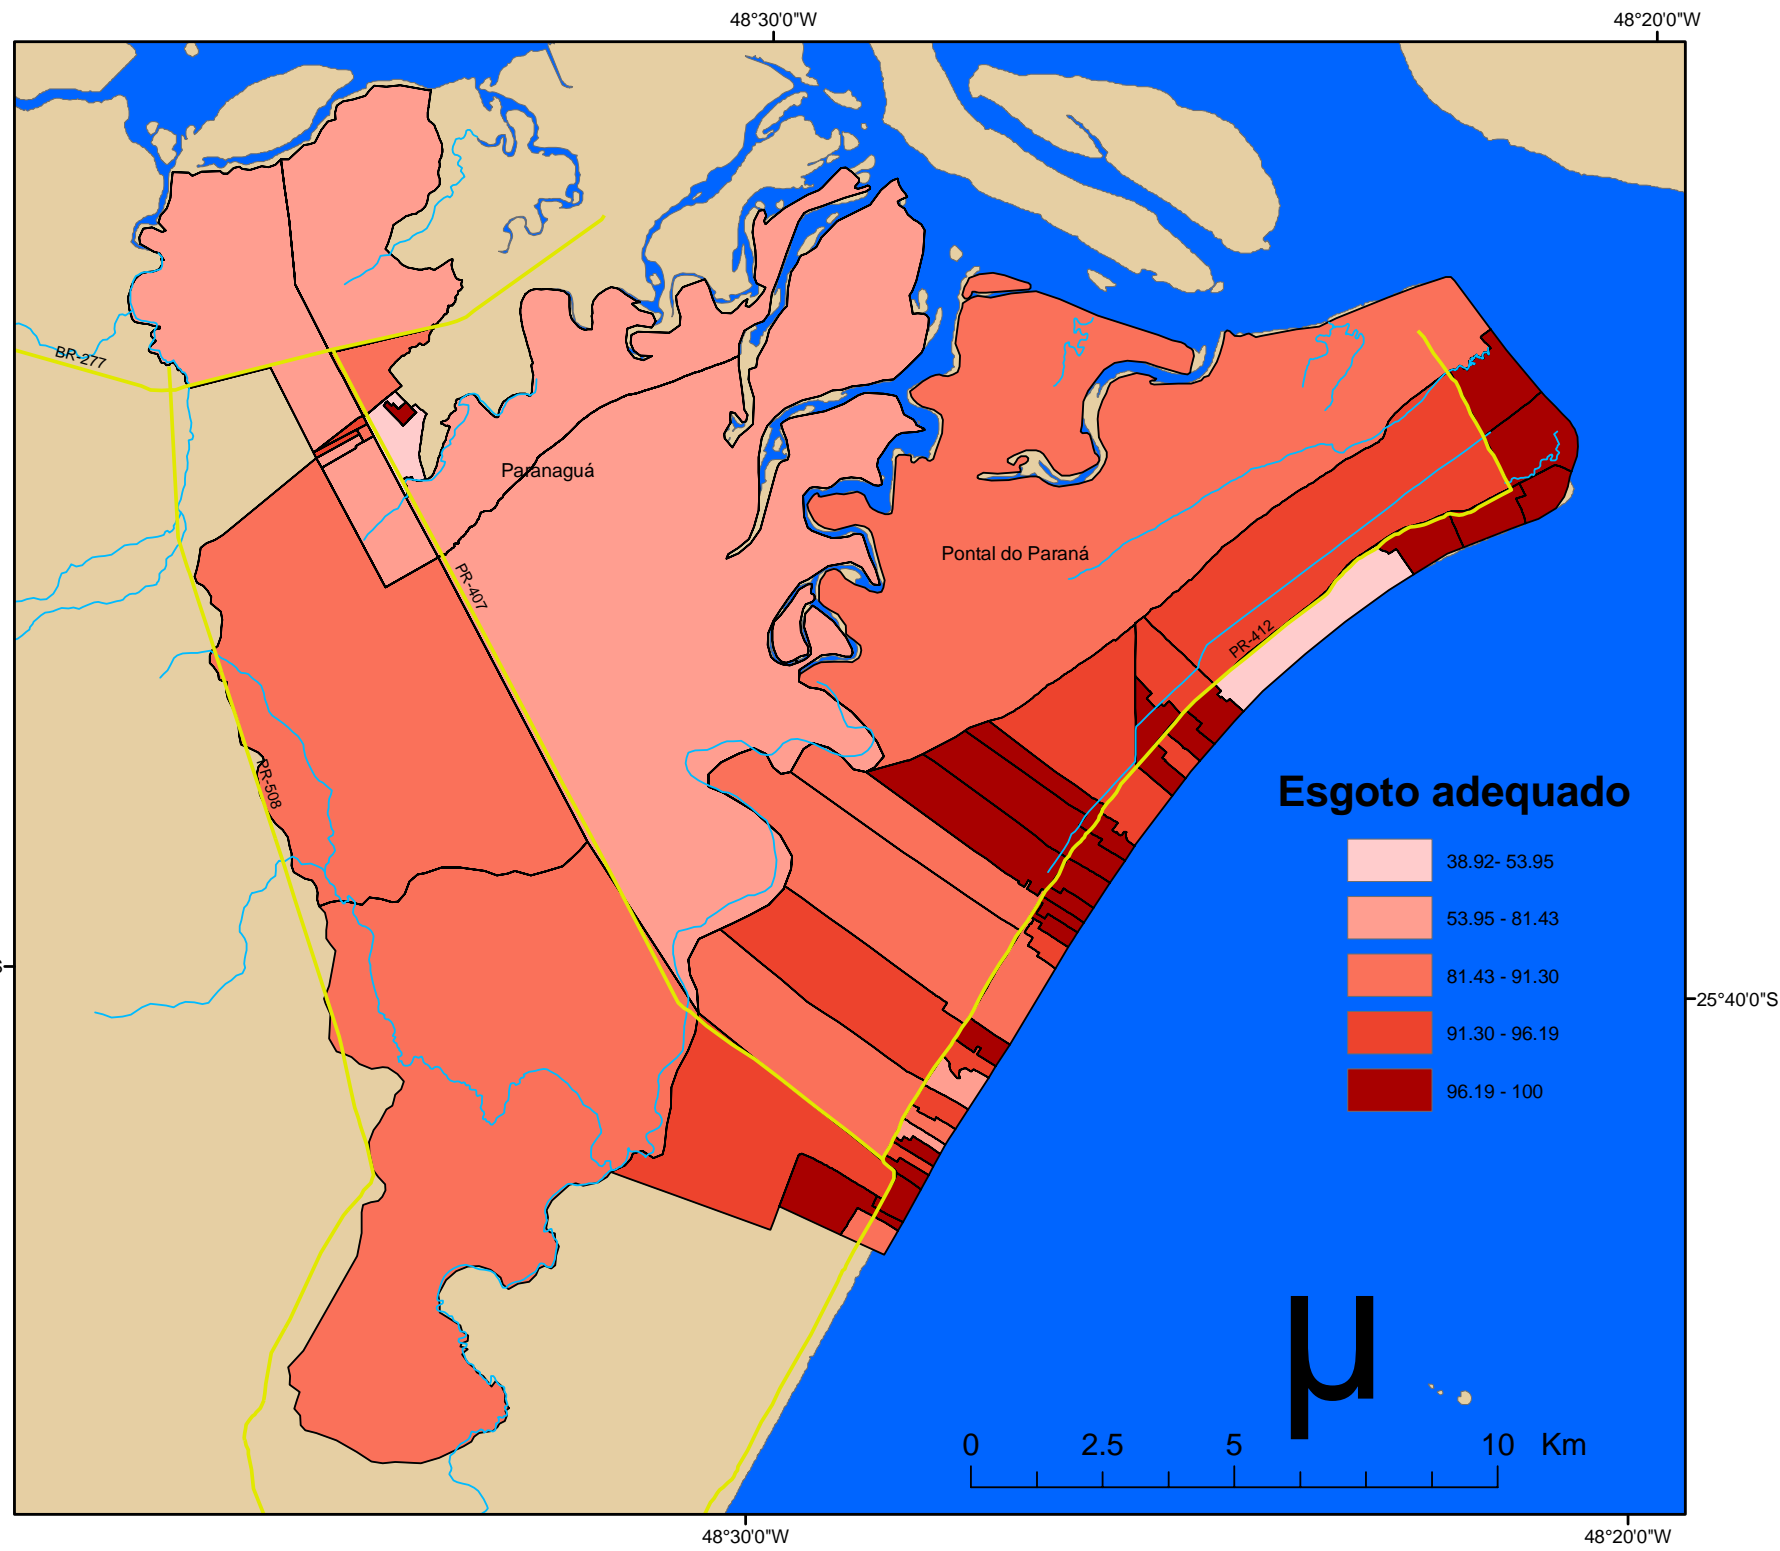 48°30'0"W
48°20'0"W
BR-277
Paranaguá
Pontal do Paraná
PR-407
PR-412
PR-508
Esgoto adequado
38.92- 53.95
53.95 - 81.43
81.43 - 91.30
91.30 - 96.19
96.19 - 100
25°40'0"S
µ
0 2.5 5 10 Km
48°30'0"W
48°20'0"W